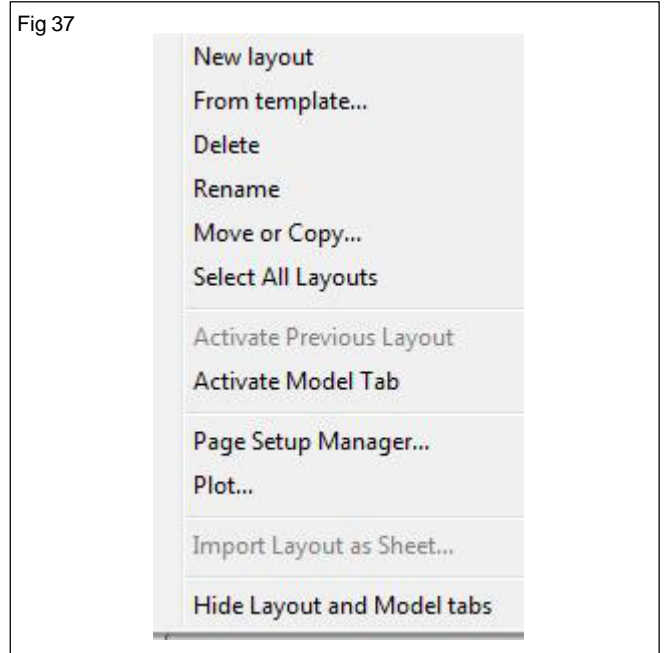 Fig 37
New layout
From template...
Delete
Rename
Move or Copy...
Select All Layouts
Activate Previous Layout
Activate Model Tab
Page Setup Manager...
Plot...
Import Layout as Sheet...
Hide Layout and Model tabs